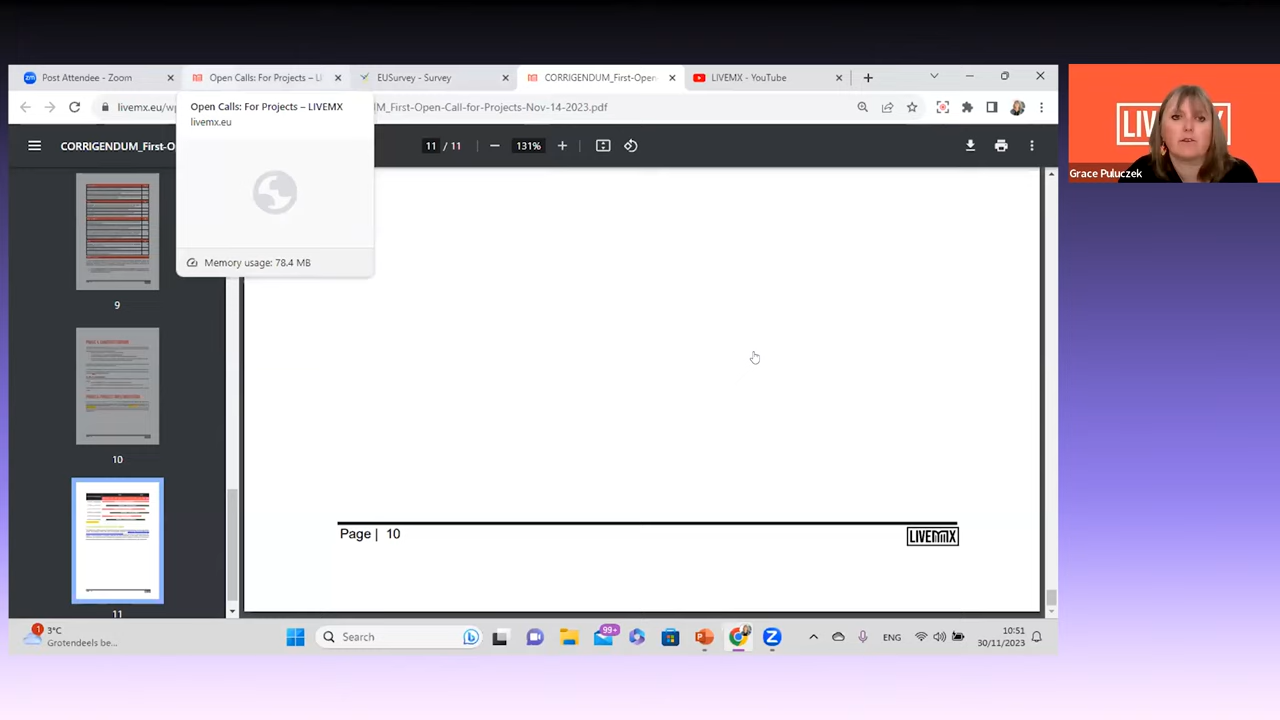 Post Attendee - Zoom
Open Calls: For Projects – LI
EUSurvey - Survey
CORRIGENDUM_First-Open-
LIVEMX - YouTube
Open Calls: For Projects – LIVEMX
livemx.eu
livemx.eu/wp
M_First-Open-Call-for-Projects-Nov-14-2023.pdf
CORRIGENDUM_First-O
11 / 11
131%
Memory usage: 78.4 MB
9
10
11
Page | 10
LIVEMX
LIV
Grace Puluczek
1
3°C
Grotendeels be...
Search
99+
ENG
10:51
30/11/2023